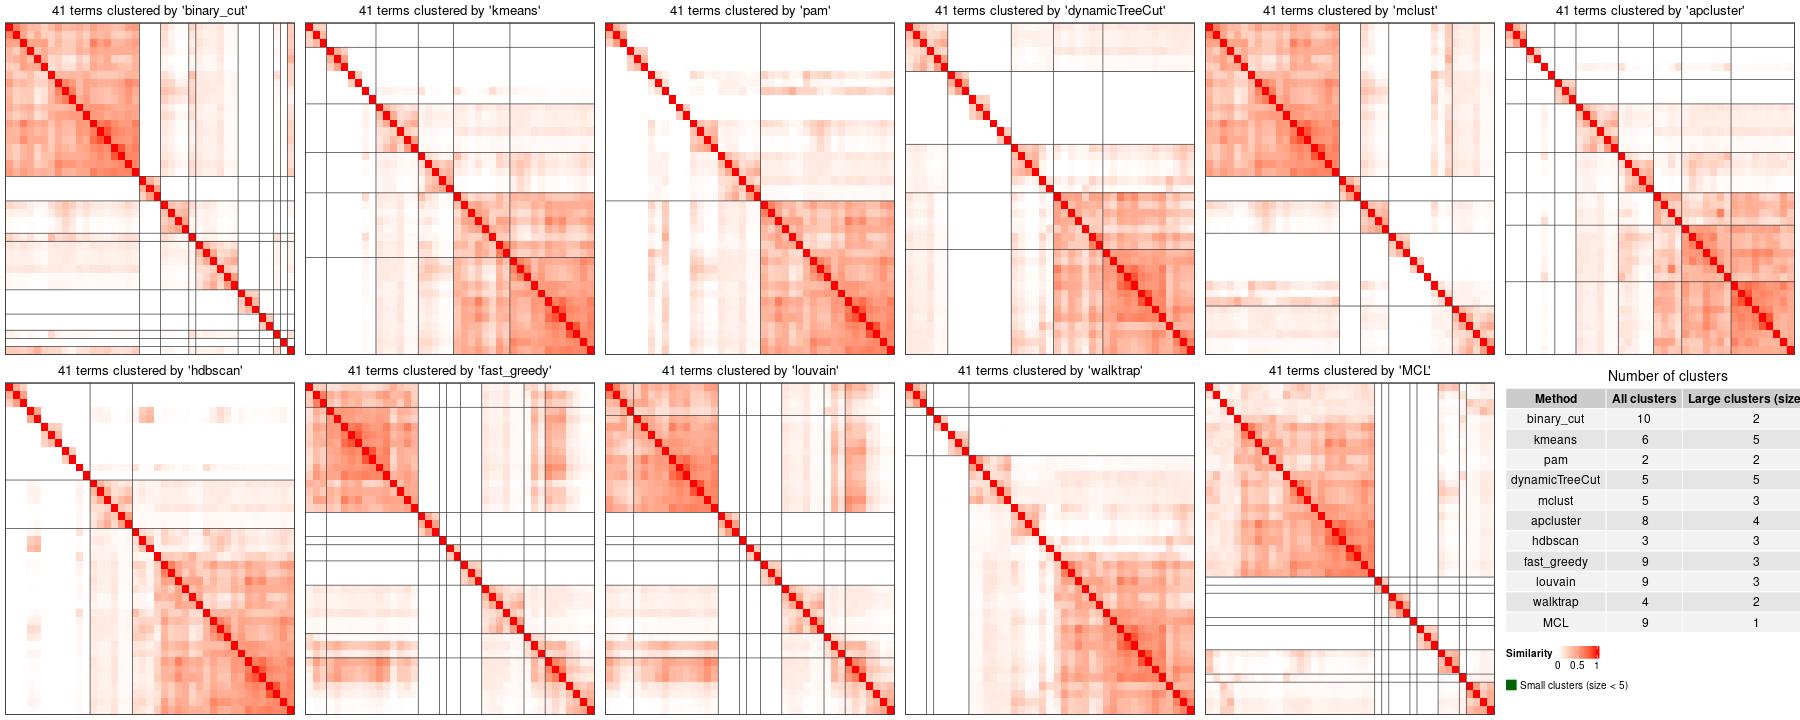 41 terms clustered by 'binary_cut'
41 terms clustered by 'kmeans'
41 terms clustered by 'pam'
41 terms clustered by 'dynamicTreeCut'
41 terms clustered by 'mclust'
41 terms clustered by 'apcluster'
41 terms clustered by 'hdbscan'
41 terms clustered by 'fast_greedy'
41 terms clustered by 'louvain'
41 terms clustered by 'walktrap'
41 terms clustered by 'MCL'
Number of clusters
Method All clusters Large clusters (size
binary_cut 10 2
kmeans 6 5
pam 2 2
dynamicTreeCut 5 5
mclust 5 3
apcluster 8 4
hdbscan 3 3
fast_greedy 9 3
louvain 9 3
walktrap 4 2
MCL 9 1
Similarity
0 0.5 1
Small clusters (size < 5)